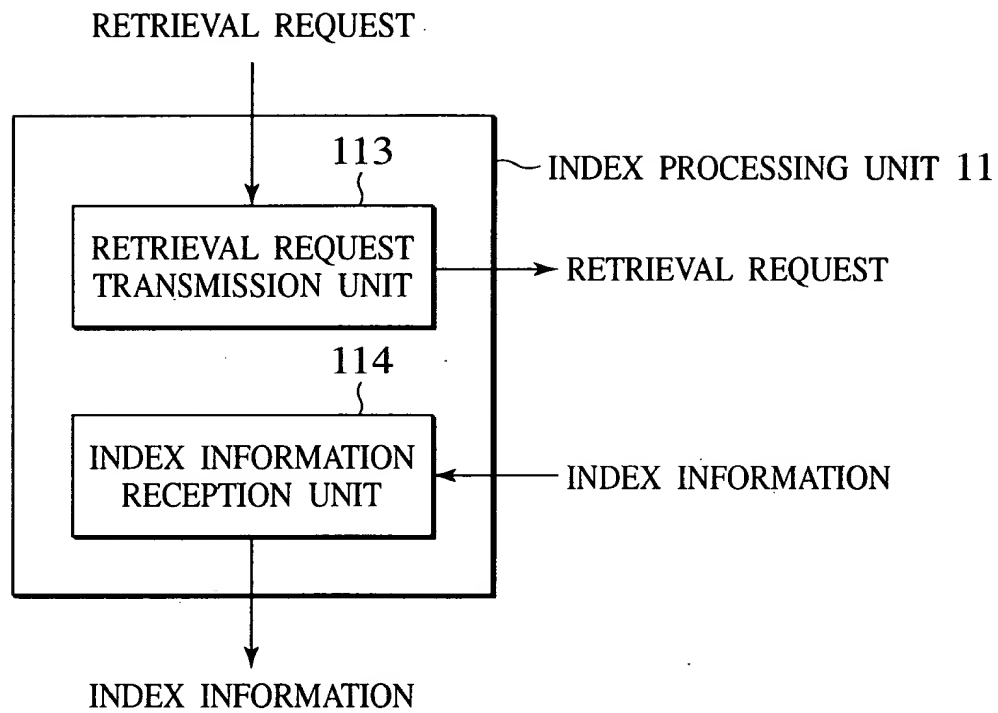 RETRIEVAL REQUEST
113
INDEX PROCESSING UNIT 11
RETRIEVAL REQUEST
TRANSMISSION UNIT
RETRIEVAL REQUEST
114
INDEX INFORMATION
RECEPTION UNIT
INDEX INFORMATION
INDEX INFORMATION